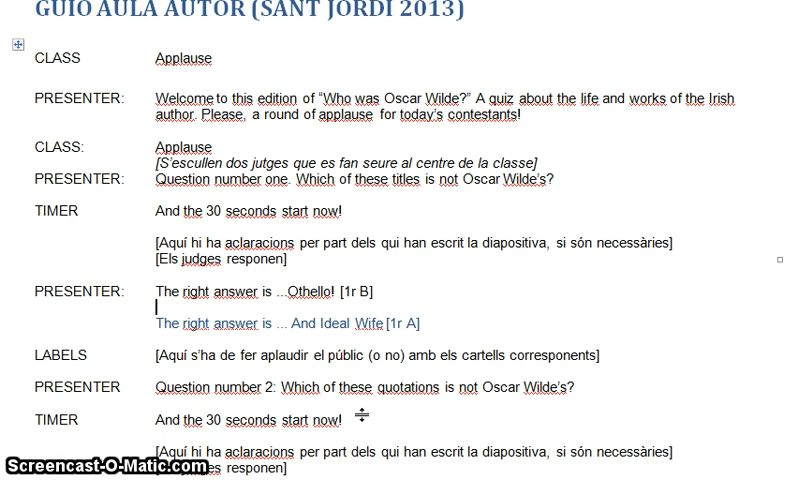 GUIÓ AULA AUTOR (SANT JORDI 2013)
CLASS Applause
PRESENTER: Welcome to this edition of “Who was Oscar Wilde?” A quiz about the life and works of the Irish
author. Please, a round of applause for today’s contestants!
CLASS: Applause
[S’escullen dos jutges que es fan seure al centre de la classe]
PRESENTER: Question number one. Which of these titles is not Oscar Wilde’s?
TIMER And the 30 seconds start now!
[Aquí hi ha aclaracions per part dels qui han escrit la diapositiva, si són necessàries]
[Els judges responen]
PRESENTER: The right answer is ...Othello! [1r B]
The right answer is ... And Ideal Wife [1r A]
LABELS [Aquí s’ha de fer aplaudir el públic (o no) amb els cartells corresponents]
PRESENTER Question number 2: Which of these quotations is not Oscar Wilde’s?
TIMER And the 30 seconds start now!
[Aquí hi ha aclaracions per part dels qui han escrit la diapositiva, si són necessàries]
Screencast-O-Matic.com
responen]